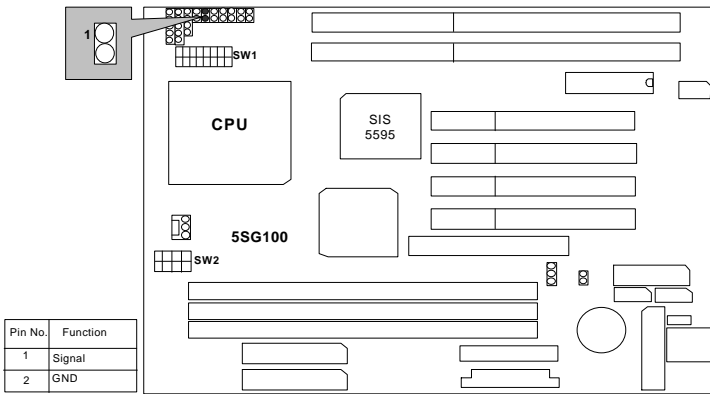 1
SW1
CPU
SIS
5595
5SG100
SW2
Pin No. Function
1 Signal
2 GND